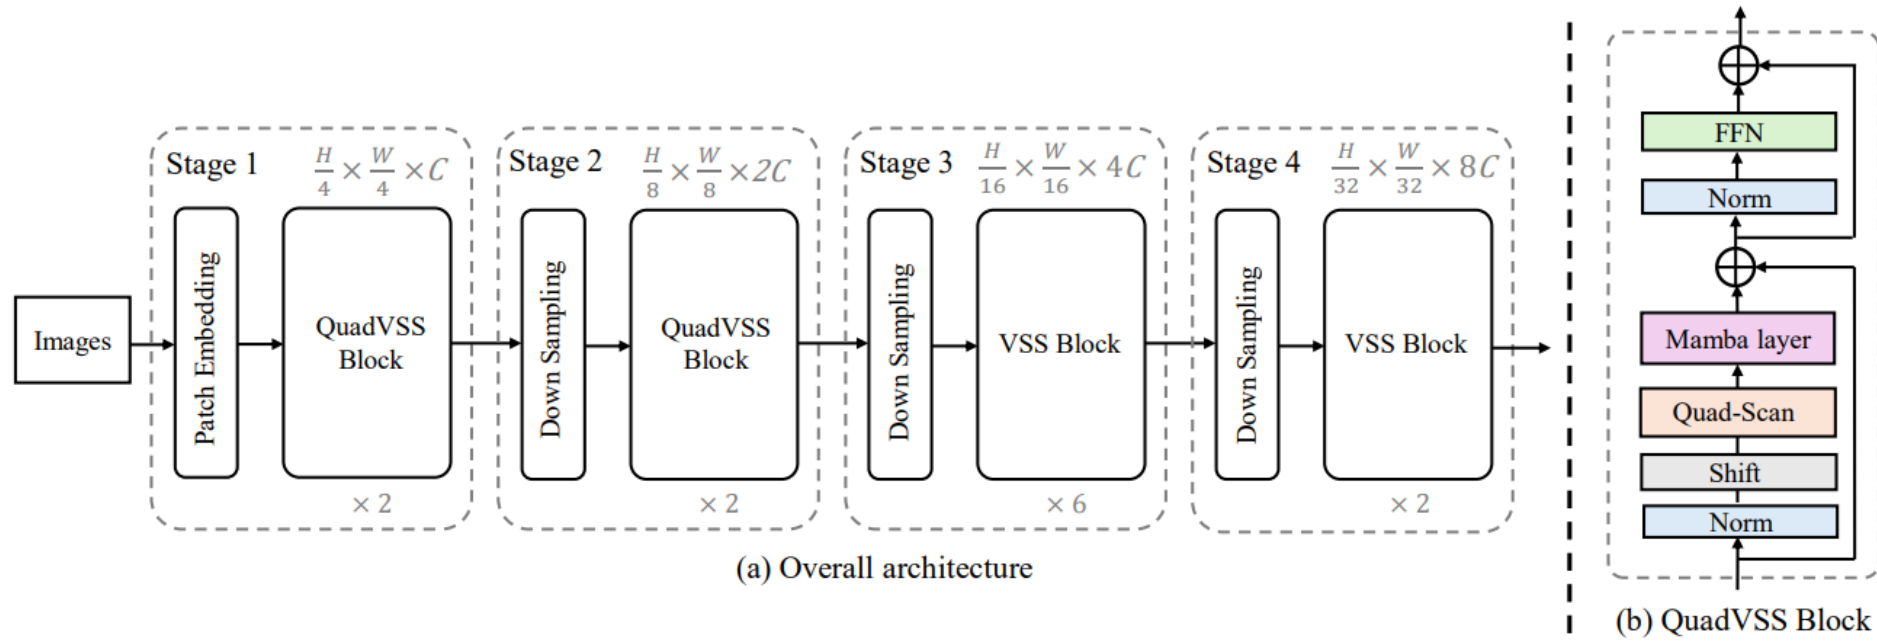 Images
Stage 1
H/4 × W/4 × C
Patch Embedding
QuadVSS
Block
× 2
Stage 2
H/8 × W/8 × 2C
Down Sampling
QuadVSS
Block
× 2
Stage 3
H/16 × W/16 × 4C
Down Sampling
VSS Block
× 6
Stage 4
H/32 × W/32 × 8C
Down Sampling
VSS Block
× 2
(a) Overall architecture
FFN
Norm
Mamba layer
Quad-Scan
Shift
Norm
(b) QuadVSS Block